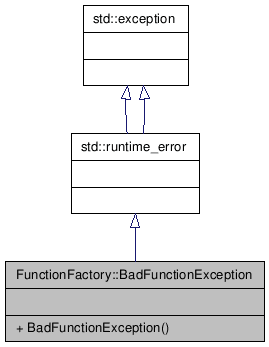 std::exception
std::runtime_error
FunctionFactory::BadFunctionException
+ BadFunctionException()